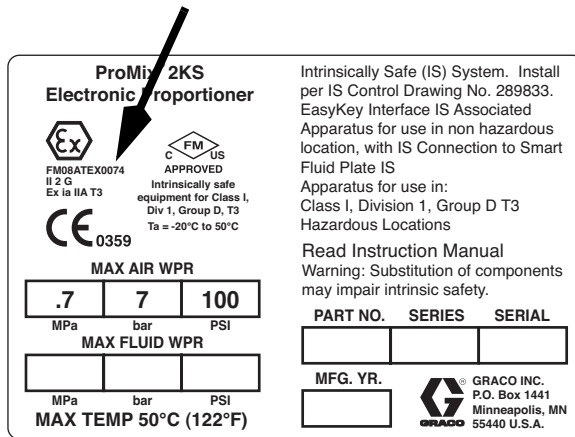 ProMix® 2KS
Electronic Proportioner
Ex
FM08ATEX0074
II 2 G
Ex ia IIA T3
CE 0359
C FM US
APPROVED
Intrinsically safe
equipment for Class I,
Div 1, Group D, T3
Ta = -20°C to 50°C
MAX AIR WPR
.7 7 100
MPa bar PSI
MAX FLUID WPR
MPa bar PSI
MAX TEMP 50°C (122°F)
Intrinsically Safe (IS) System. Install
per IS Control Drawing No. 289833.
EasyKey Interface IS Associated
Apparatus for use in non hazardous
location, with IS Connection to Smart
Fluid Plate IS
Apparatus for use in:
Class I, Division 1, Group D T3
Hazardous Locations
Read Instruction Manual
Warning: Substitution of components
may impair intrinsic safety.
PART NO. SERIES SERIAL
MFG. YR.
G ®
GRACO
GRACO INC.
P.O. Box 1441
Minneapolis, MN
55440 U.S.A.